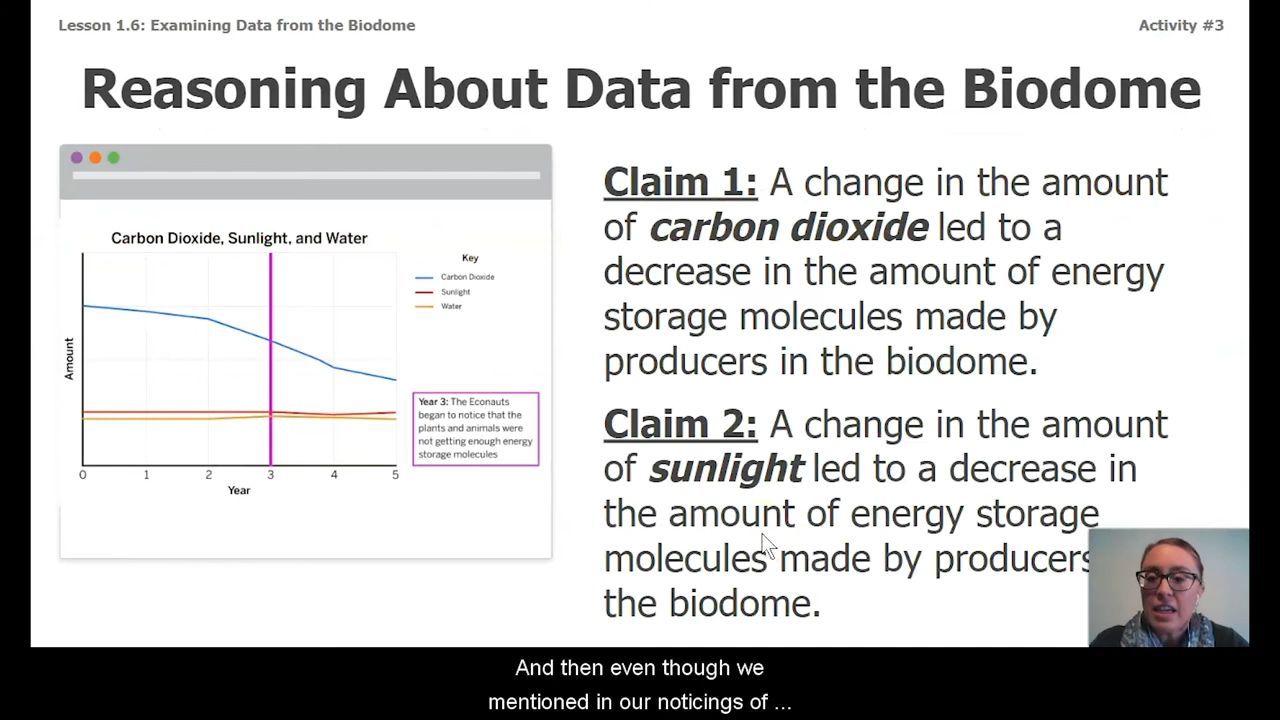 Lesson 1.6: Examining Data from the Biodome
Activity #3
Reasoning About Data from the Biodome
Carbon Dioxide, Sunlight, and Water
Key
Carbon Dioxide
Sunlight
Water
Amount
Year 3: The Econauts
began to notice that the
plants and animals were
not getting enough energy
storage molecules
0 1 2 3 4 5
Year
Claim 1: A change in the amount
of carbon dioxide led to a
decrease in the amount of energy
storage molecules made by
producers in the biodome.
Claim 2: A change in the amount
of sunlight led to a decrease in
the amount of energy storage
molecules made by producers
the biodome.
And then even though we
mentioned in our noticings of ...